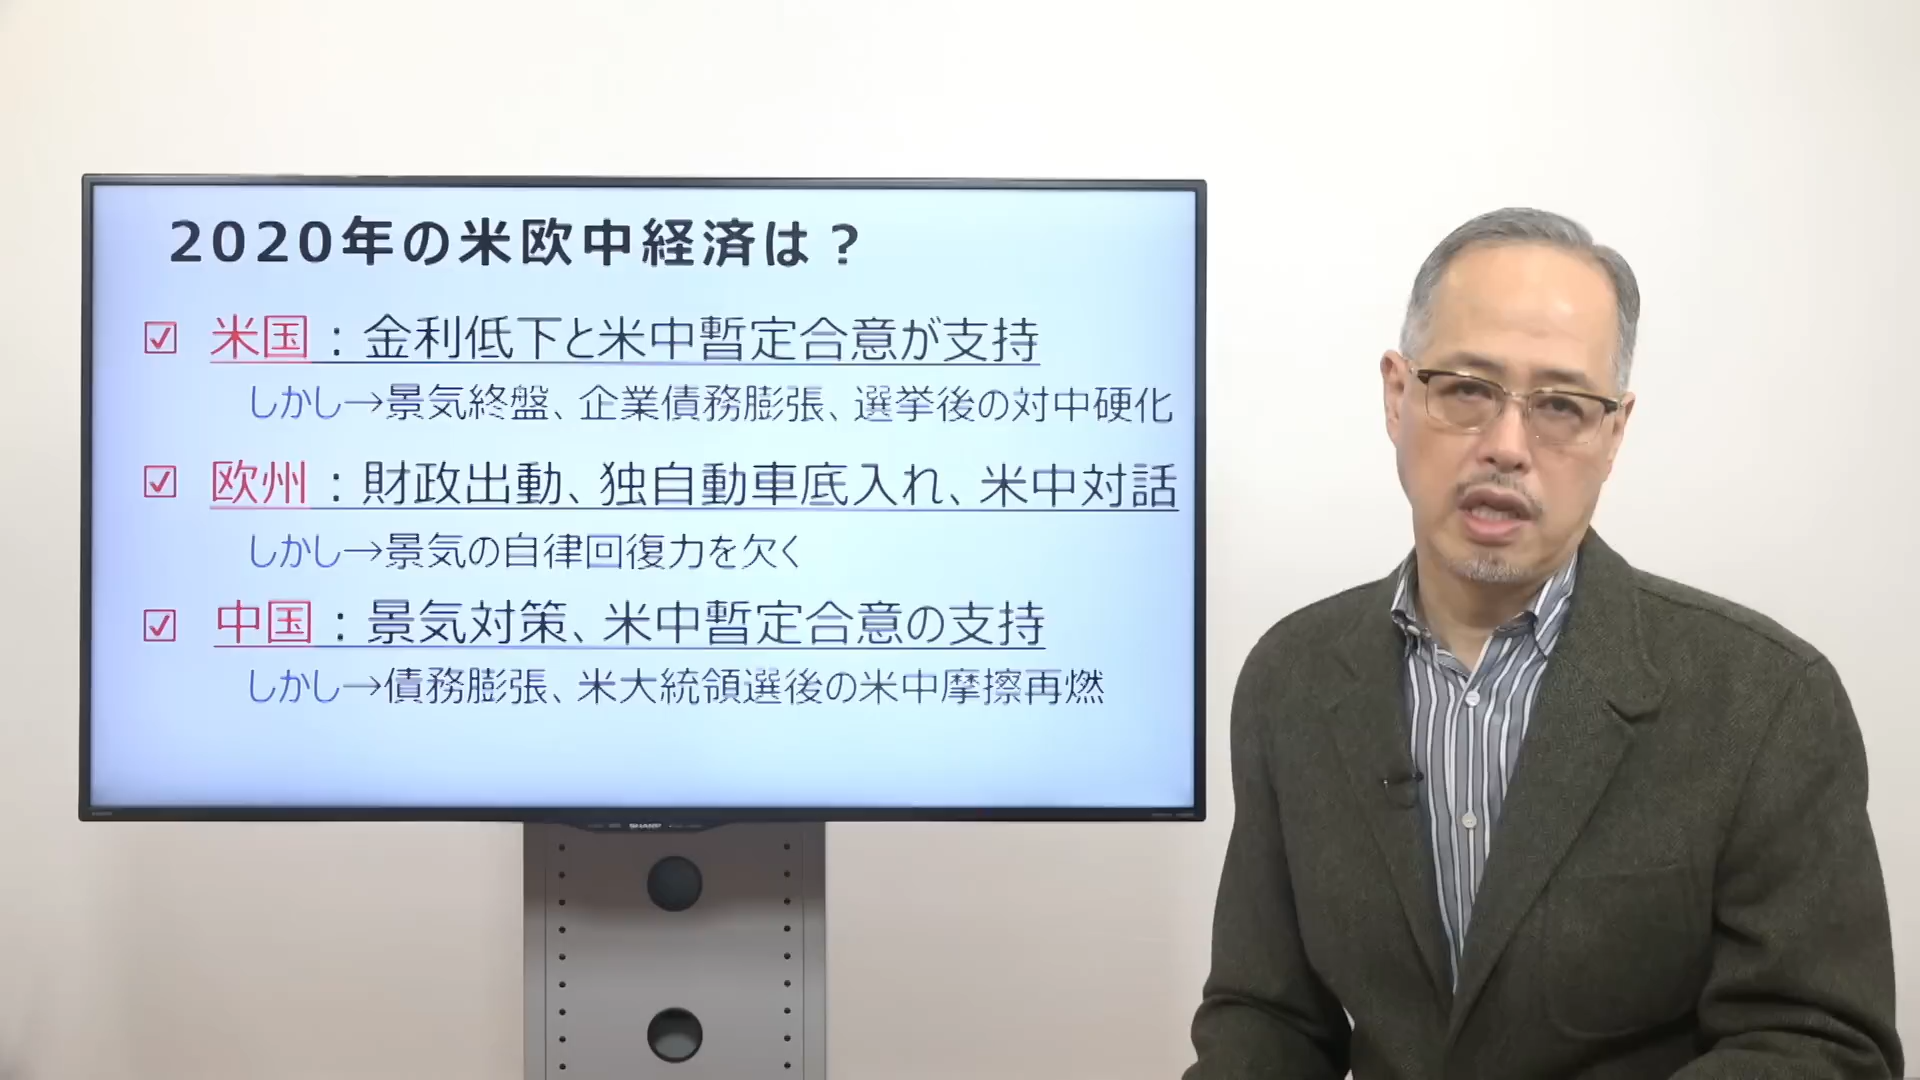 2020年の米欧中経済は？
☑ 米国：金利低下と米中暫定合意が支持
しかし→景気終盤、企業債務膨張、選挙後の対中硬化
☑ 欧州：財政出動、独自動車底入れ、米中対話
しかし→景気の自律回復力を欠く
☑ 中国：景気対策、米中暫定合意の支持
しかし→債務膨張、米大統領選後の米中摩擦再燃
SHARP